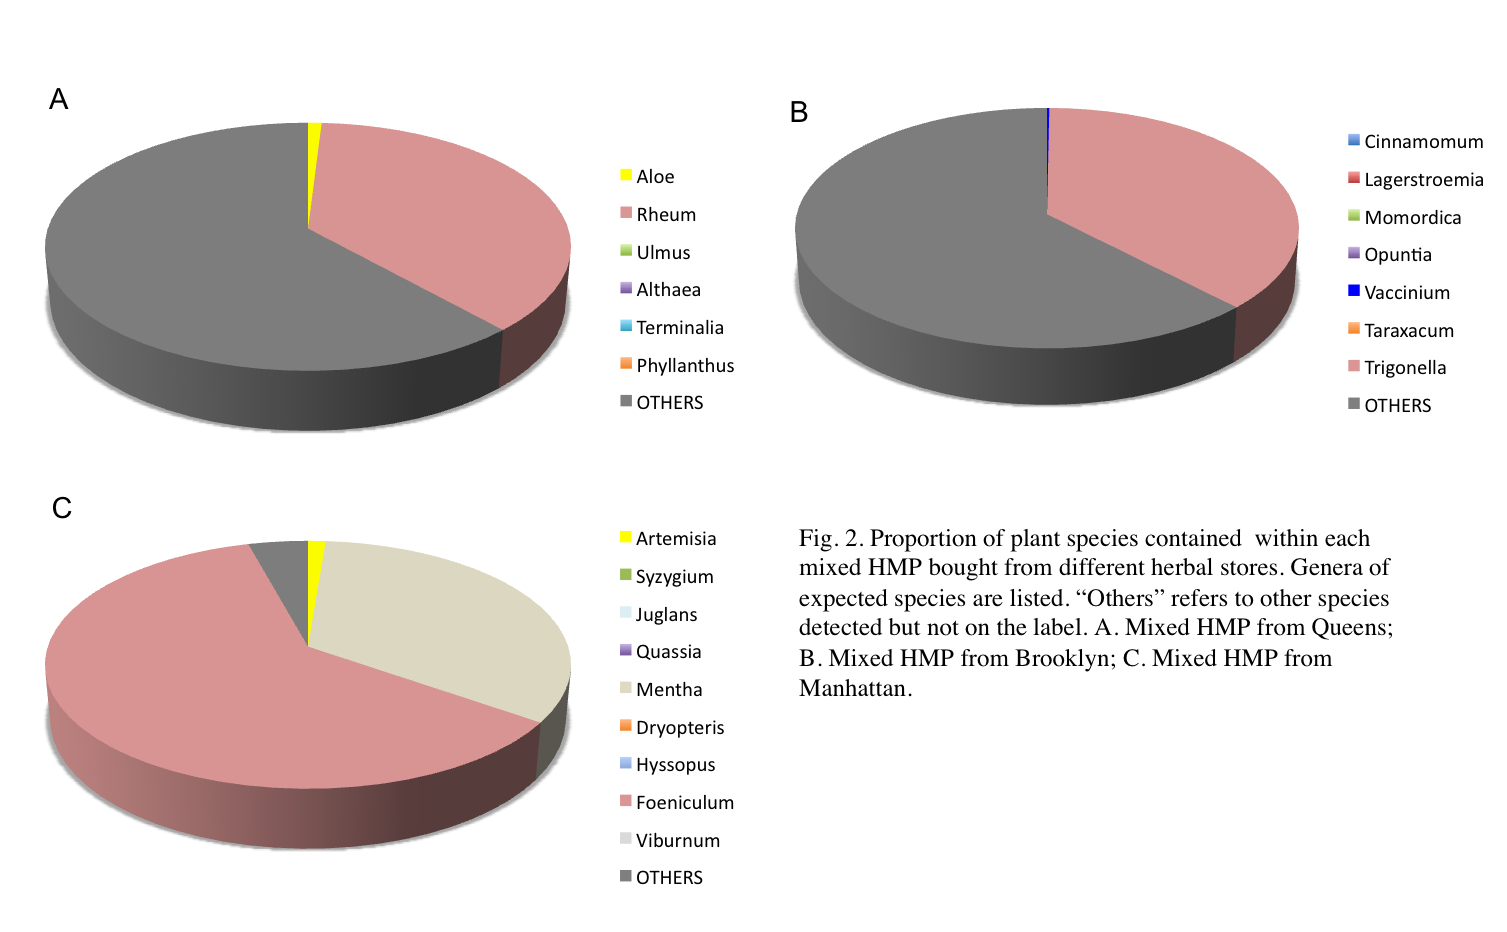 A
Aloe
Rheum
Ulmus
Althaea
Terminalia
Phyllanthus
OTHERS
B
Cinnamomum
Lagerstroemia
Momordica
Opuntia
Vaccinium
Taraxacum
Trigonella
OTHERS
C
Artemisia
Syzygium
Juglans
Quassia
Mentha
Dryopteris
Hyssopus
Foeniculum
Viburnum
OTHERS
Fig. 2. Proportion of plant species contained  within each
mixed HMP bought from different herbal stores. Genera of
expected species are listed. “Others” refers to other species
detected but not on the label. A. Mixed HMP from Queens;
B. Mixed HMP from Brooklyn; C. Mixed HMP from
Manhattan.